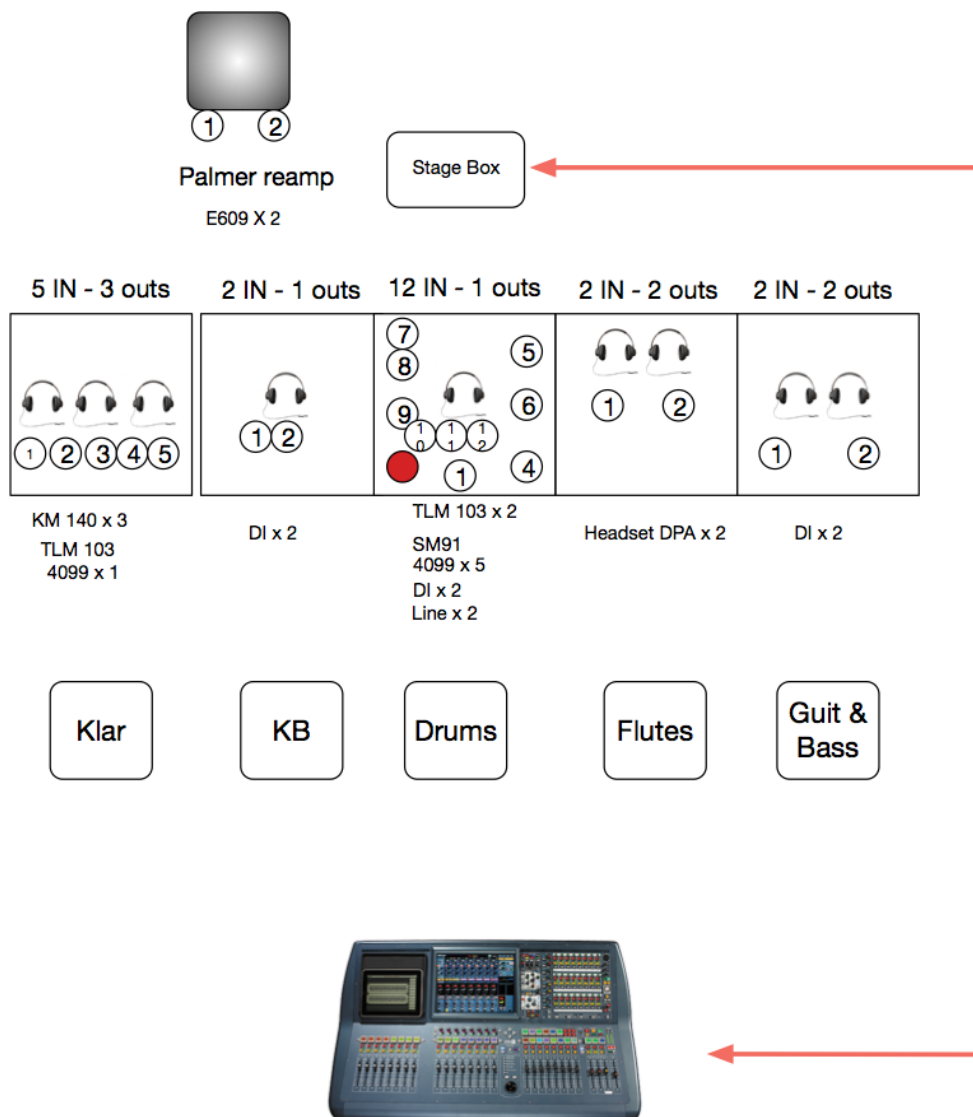 1 2
Palmer reamp
E609 X 2
Stage Box
5 IN - 3 outs
2 IN - 1 outs
12 IN - 1 outs
2 IN - 2 outs
2 IN - 2 outs
1 2 3 4 5
1 2
7
8
9
10 11 12
1
5
6
4
1 2
1 2
KM 140 x 3
TLM 103
4099 x 1
DI x 2
TLM 103 x 2
SM91
4099 x 5
DI x 2
Line x 2
Headset DPA x 2
DI x 2
Klar
KB
Drums
Flutes
Guit &
Bass